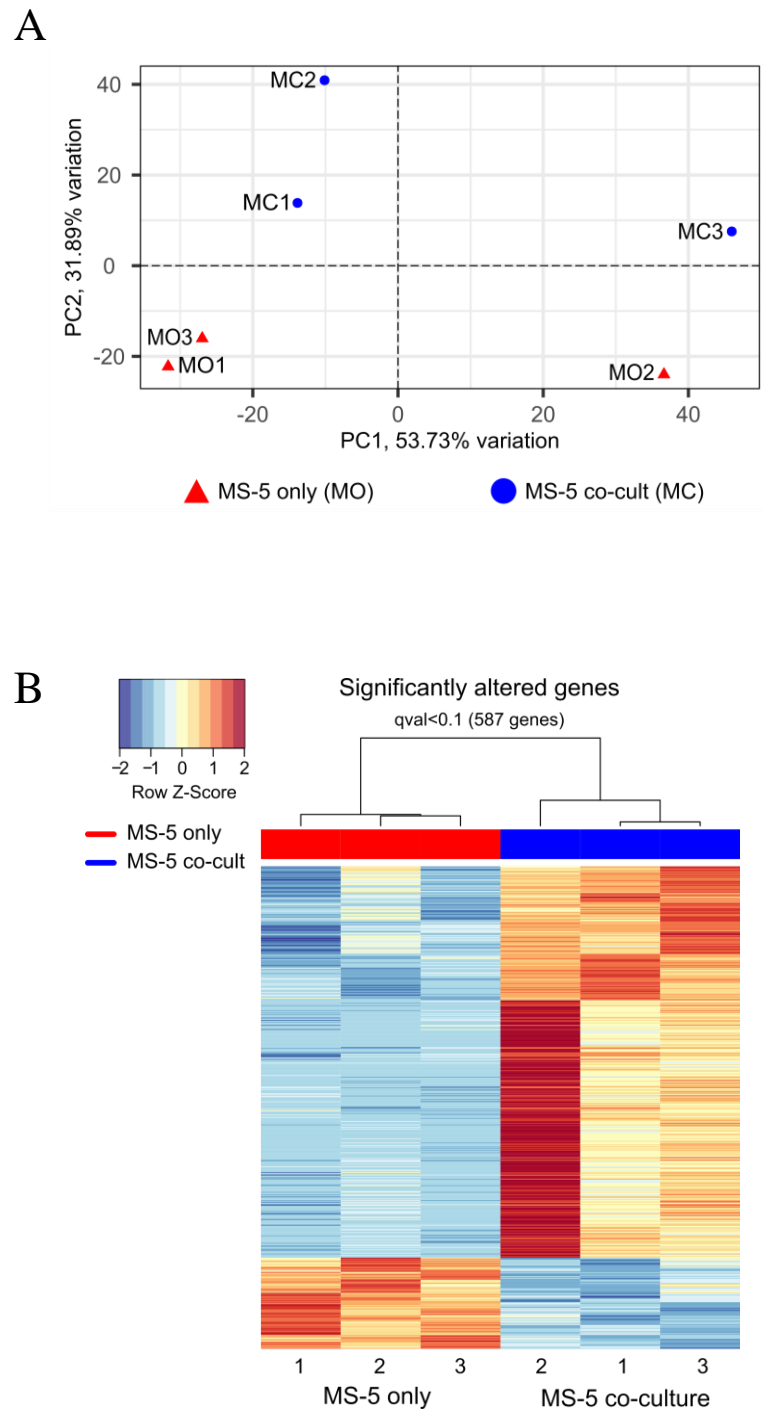 A
40
20
0
-20
PC2, 31.89% variation
MC2
MC1
MC3
MO3
MO1
MO2
-20
0
20
40
PC1, 53.73% variation
MS-5 only (MO)
MS-5 co-cult (MC)
B
−2 −1 0 1 2
Row Z-Score
MS-5 only
MS-5 co-cult
Significantly altered genes
qval<0.1 (587 genes)
1 2 3 2 1 3
MS-5 only MS-5 co-culture